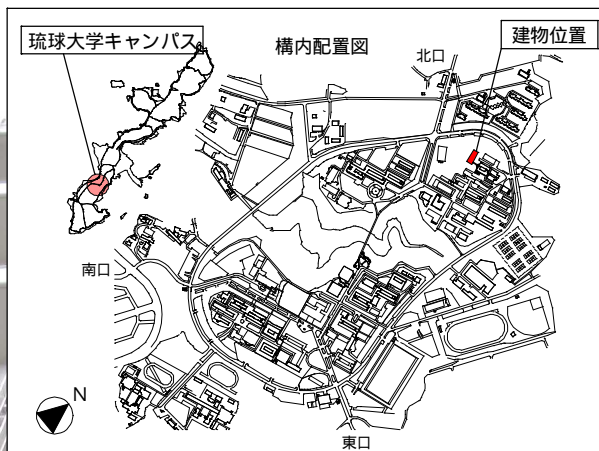 琉球大学キャンパス
構内配置図
建物位置
北口
南口
N
東口